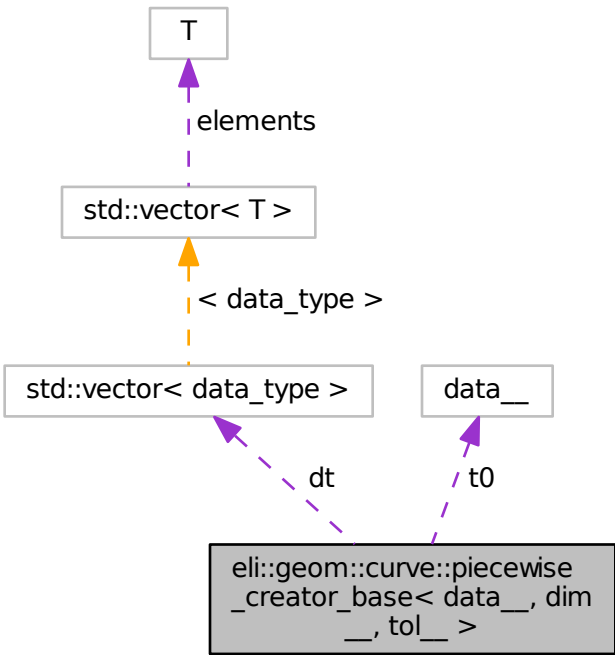 T
elements
std::vector< T >
< data_type >
std::vector< data_type >
data__
dt
t0
eli::geom::curve::piecewise
_creator_base< data__, dim
__, tol__ >